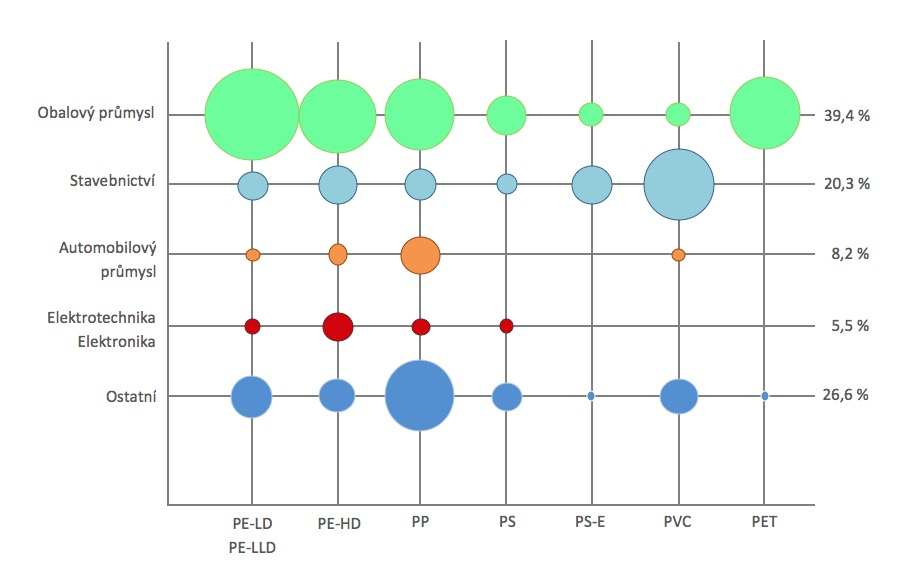 Obalový průmysl 39,4 %
Stavebnictví 20,3 %
Automobilový
průmysl 8,2 %
Elektrotechnika
Elektronika 5,5 %
Ostatní 26,6 %
PE-LD PE-HD PP PS PS-E PVC PET
PE-LLD